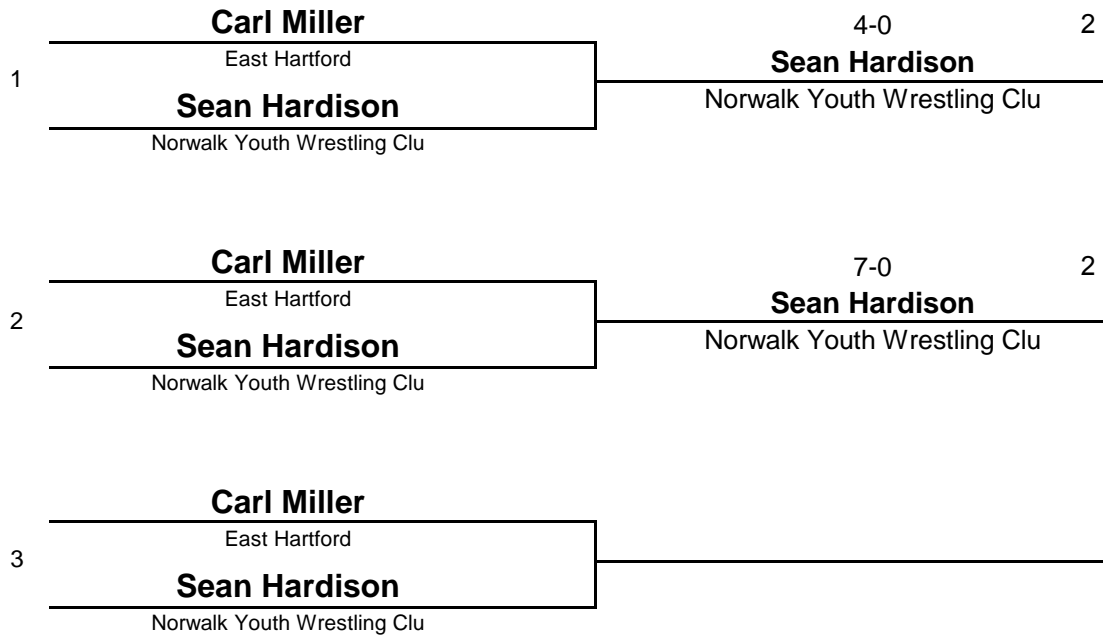 Carl Miller
4-0 2
East Hartford
Sean Hardison
1
Sean Hardison
Norwalk Youth Wrestling Clu
Norwalk Youth Wrestling Clu
Carl Miller
7-0 2
East Hartford
Sean Hardison
2
Sean Hardison
Norwalk Youth Wrestling Clu
Norwalk Youth Wrestling Clu
Carl Miller
East Hartford
3
Sean Hardison
Norwalk Youth Wrestling Clu